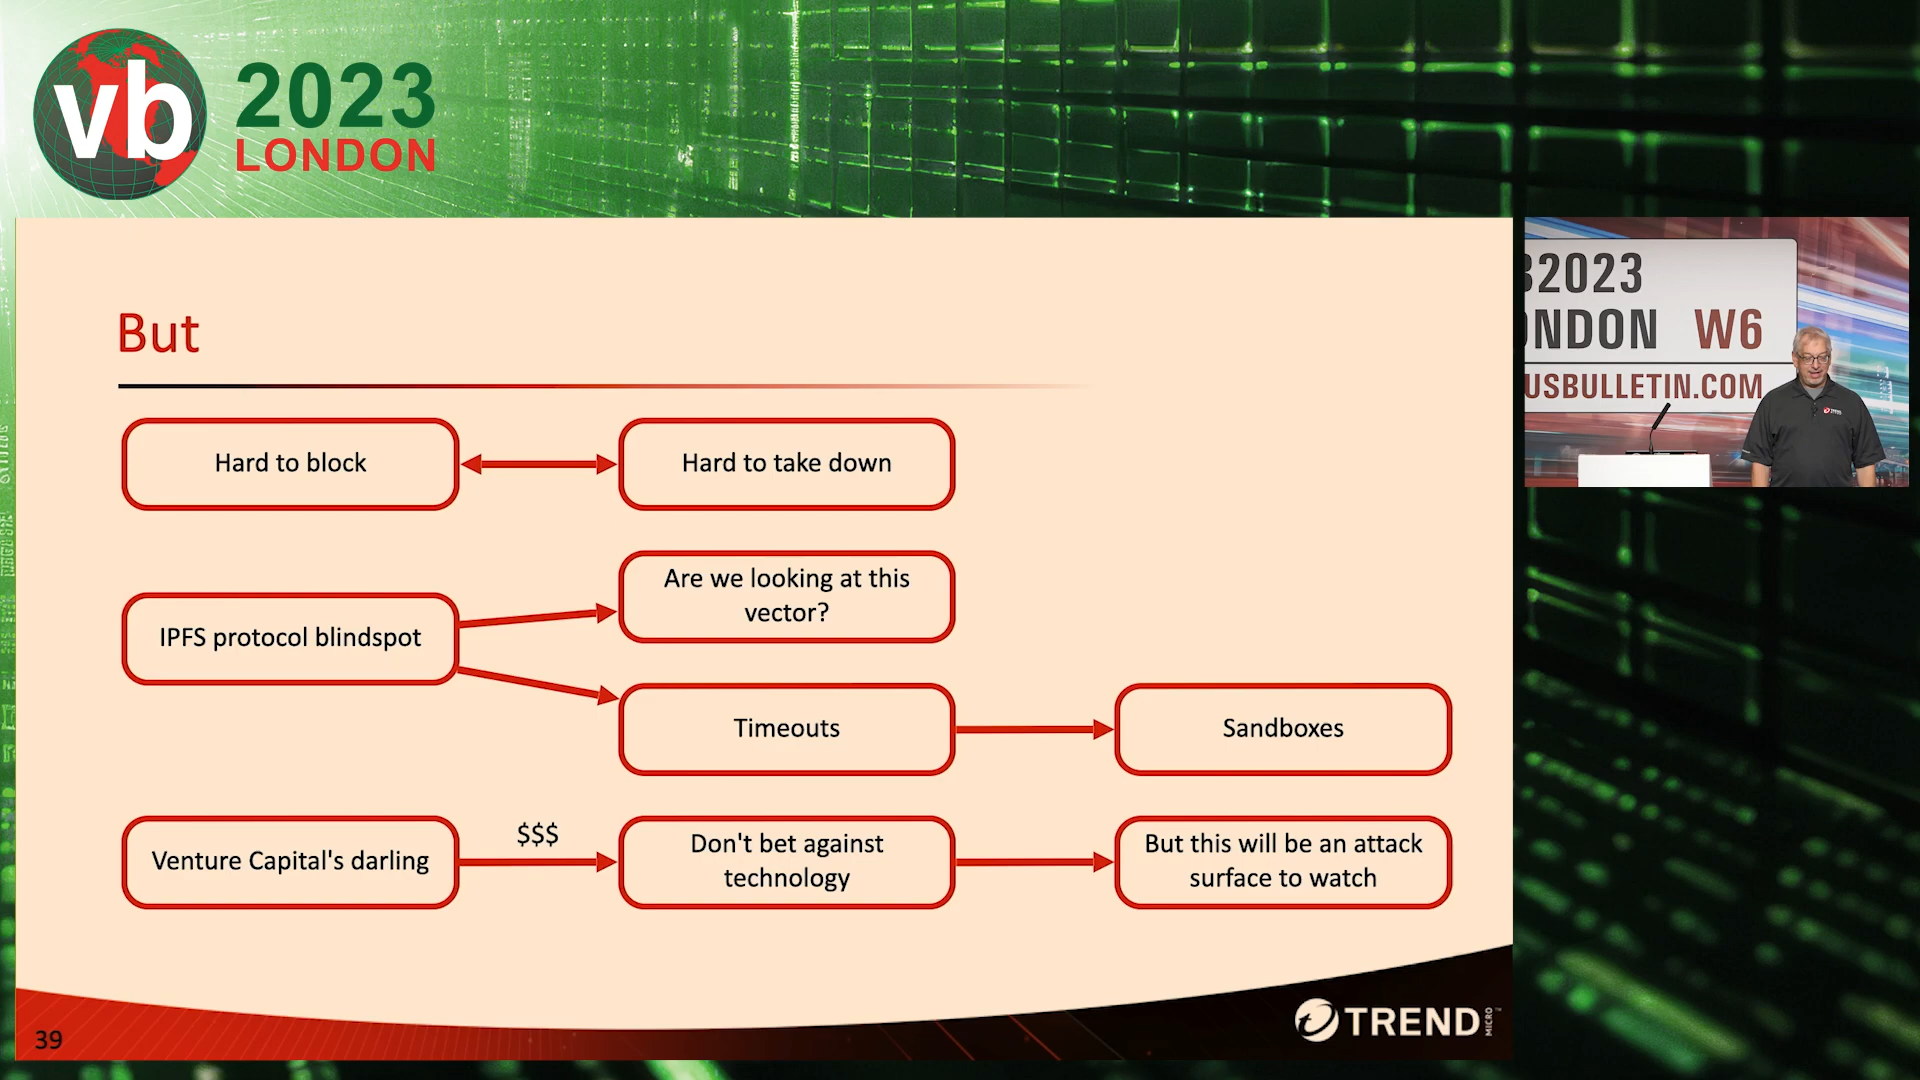 vb
2023
LONDON
But
Hard to block
Hard to take down
IPFS protocol blindspot
Are we looking at this
vector?
Timeouts
Sandboxes
Venture Capital's darling
$$$
Don't bet against
technology
But this will be an attack
surface to watch
39
TREND
MICRO
B2023
ONDON W6
USBULLETIN.COM